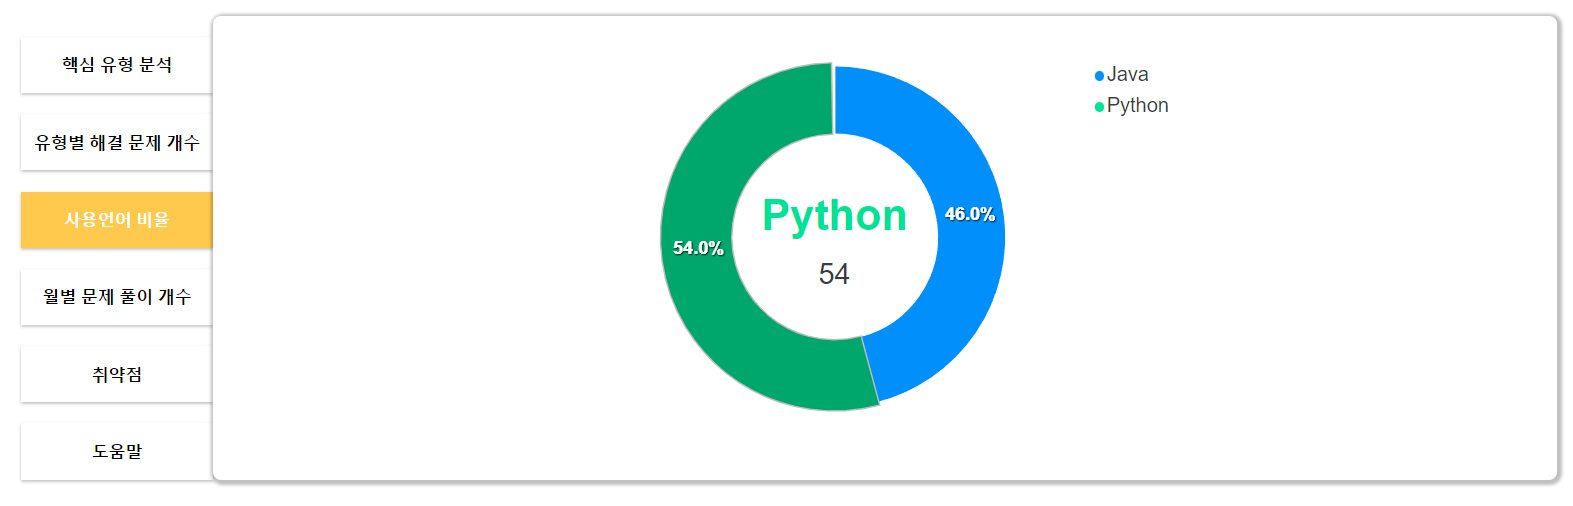 핵심 유형 분석
유형별 해결 문제 개수
사용언어 비율
월별 문제 풀이 개수
취약점
도움말
Java
Python
46.0%
54.0%
Python
54